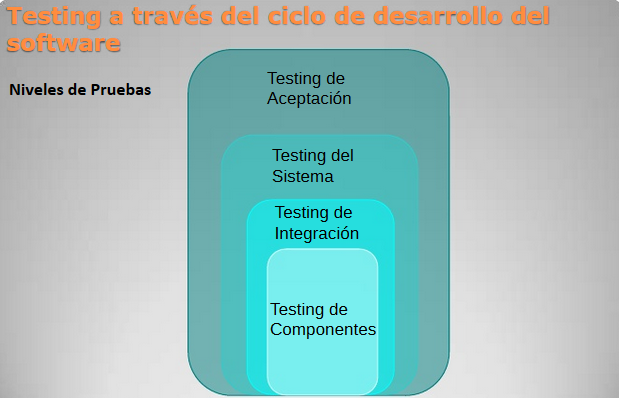 Testing a través del ciclo de desarrollo del
software
Niveles de Pruebas
Testing de
Aceptación
Testing del
Sistema
Testing de
Integración
Testing de
Componentes